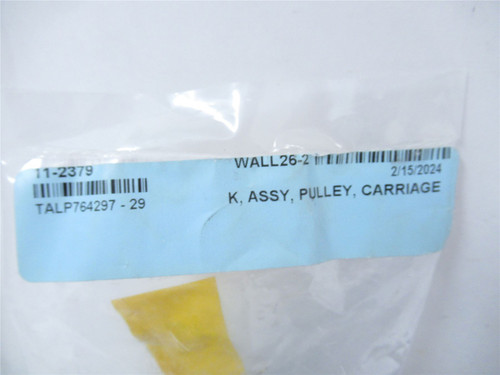 11-2379
WALL26-2
2/15/2024
TALP764297 - 29
K, ASSY, PULLEY, CARRIAGE